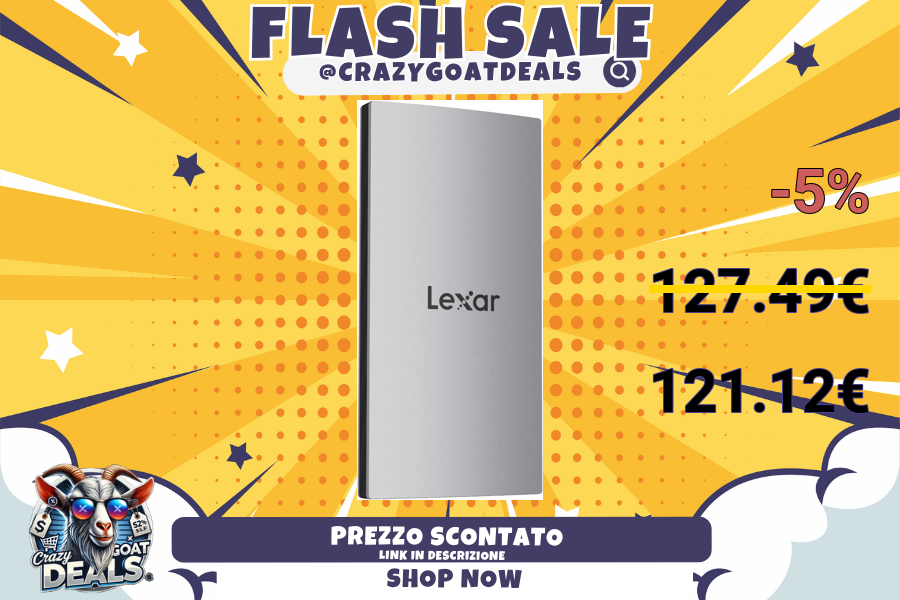 FLASH SALE
@CRAZYGOATDEALS
-5%
127.49€
Lexar
121.12€
Crazy
GOAT
DEALS
$
52%
PREZZO SCONTATO
LINK IN DESCRIZIONE
SHOP NOW